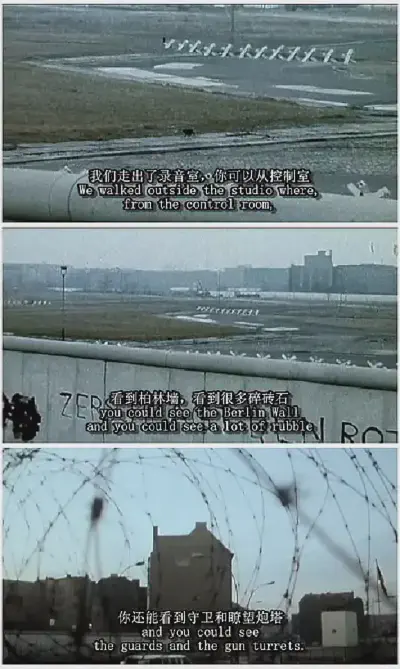 我们走出了录音室，你可以从控制室
We walked outside the studio where,
from the control room,
看到柏林墙，看到很多碎砖石
you could see the Berlin Wall
and you could see a lot of rubble
ZER
EN ROT
你还能看到守卫和瞭望炮塔
and you could see
the guards and the gun turrets.